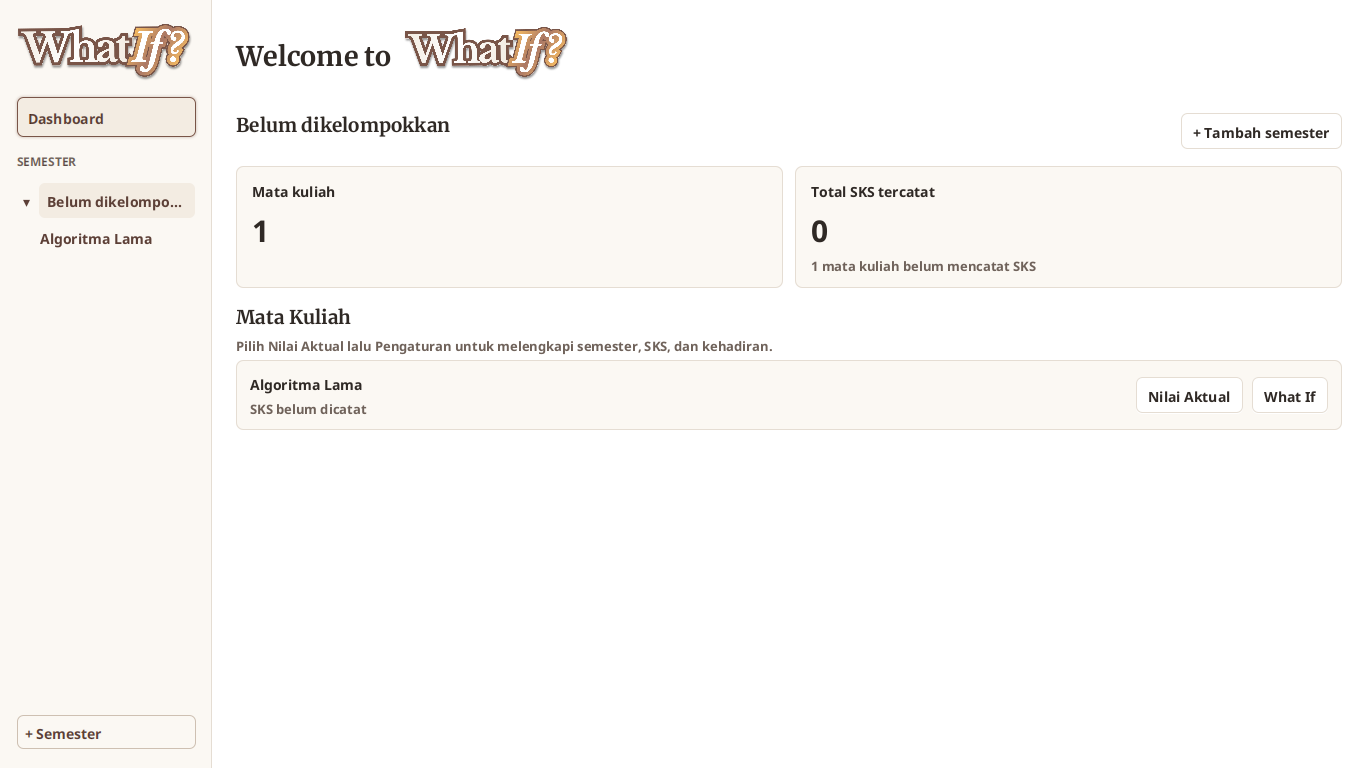 WhatIf?
Dashboard
SEMESTER
▼ Belum dikelompo...
Algoritma Lama
+ Semester
Welcome to WhatIf?
Belum dikelompokkan
+ Tambah semester
Mata kuliah
1
Total SKS tercatat
0
1 mata kuliah belum mencatat SKS
Mata Kuliah
Pilih Nilai Aktual lalu Pengaturan untuk melengkapi semester, SKS, dan kehadiran.
Algoritma Lama
SKS belum dicatat
Nilai Aktual
What If